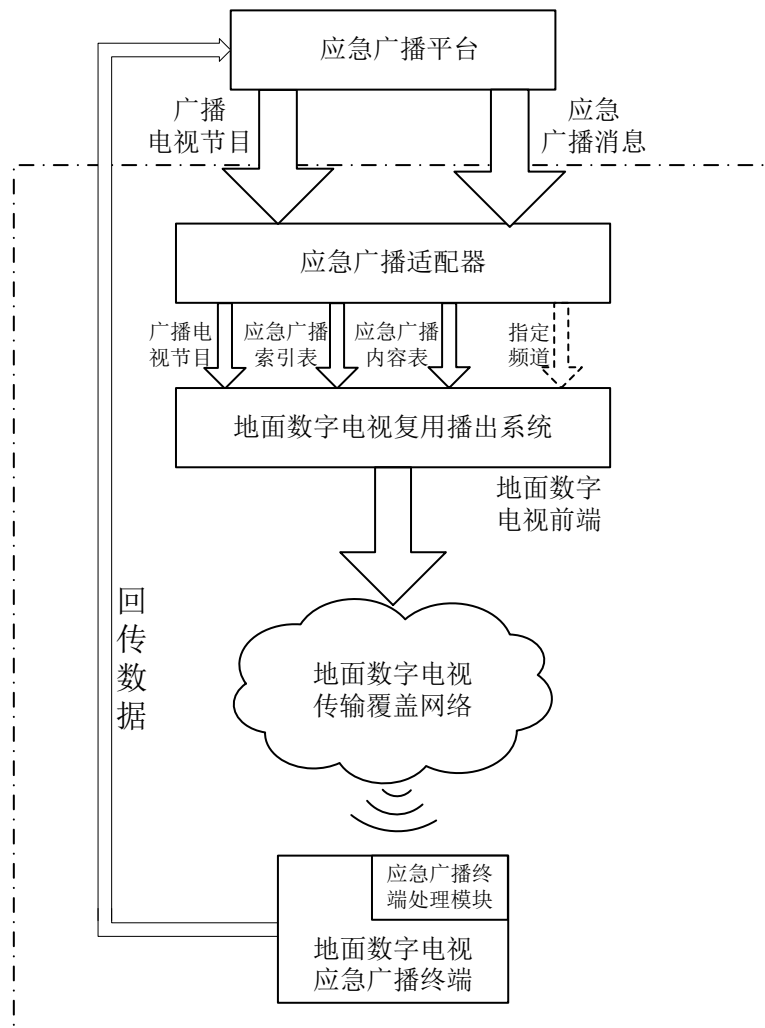 应急广播平台
广播
电视节目
应急
广播消息
应急广播适配器
广播电
视节目
应急广播
索引表
应急广播
内容表
指定
频道
地面数字电视复用播出系统
地面数字
电视前端
回传数据
地面数字电视
传输覆盖网络
应急广播终
端处理模块
地面数字电视
应急广播终端